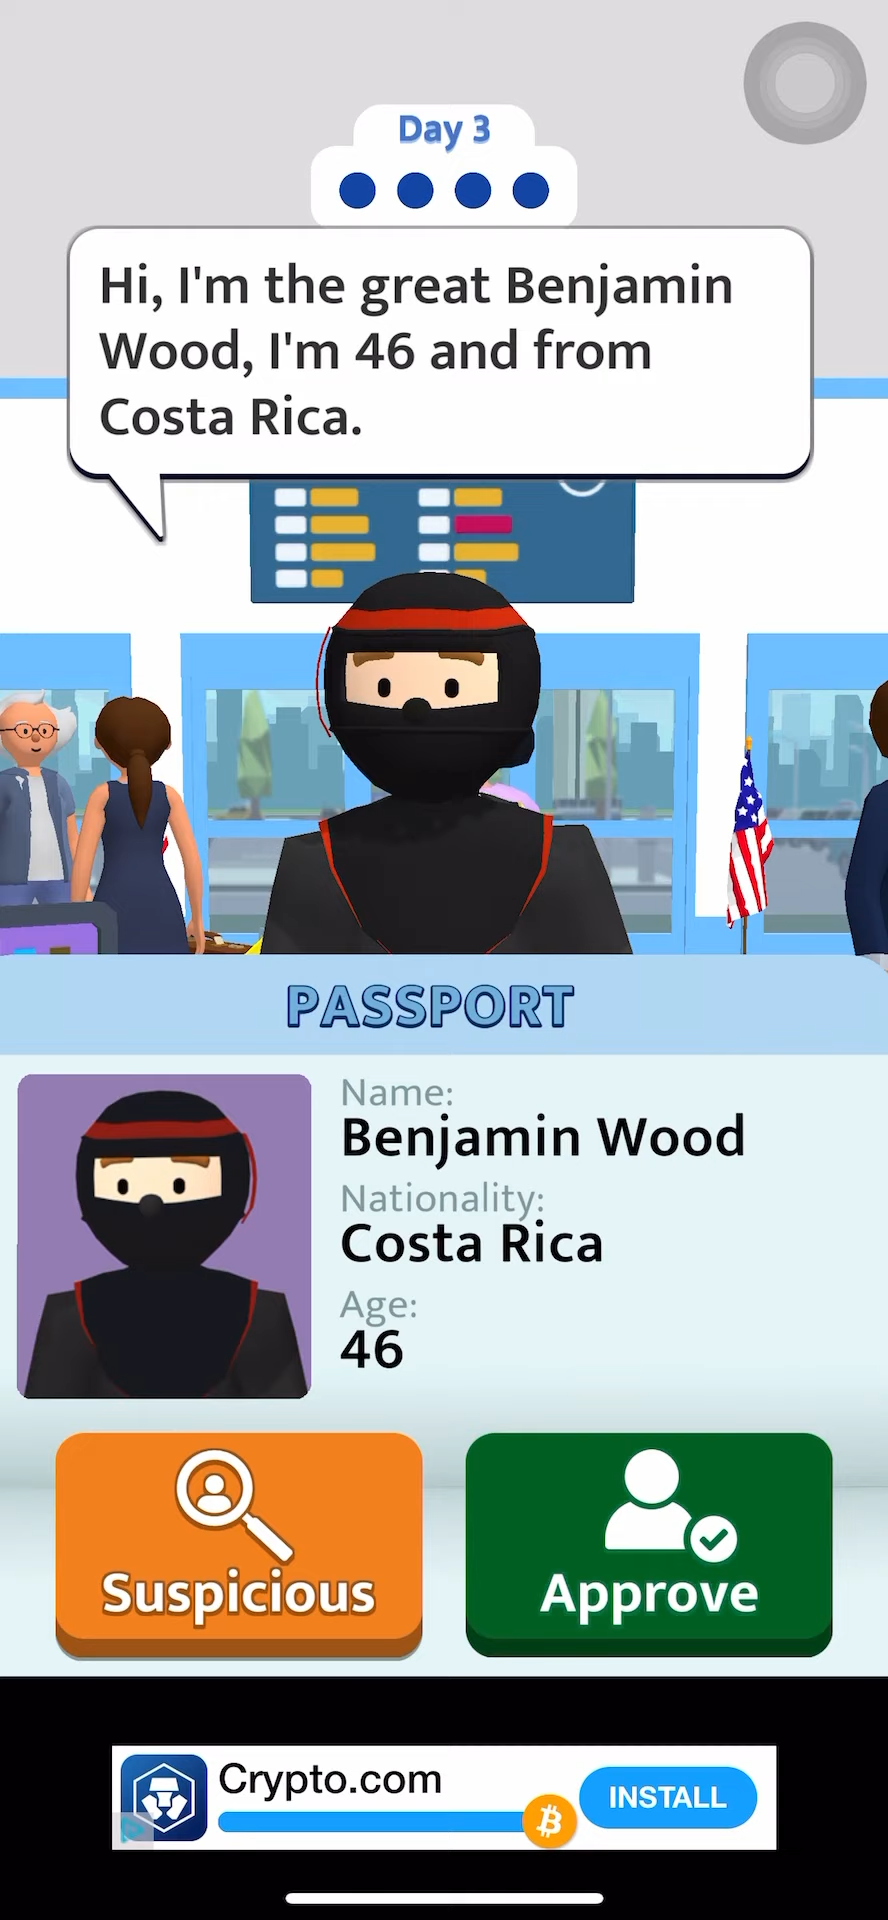 Day 3
Hi, I'm the great Benjamin
Wood, I'm 46 and from
Costa Rica.
PASSPORT
Name:
Benjamin Wood
Nationality:
Costa Rica
Age:
46
Suspicious
Approve
Crypto.com
INSTALL